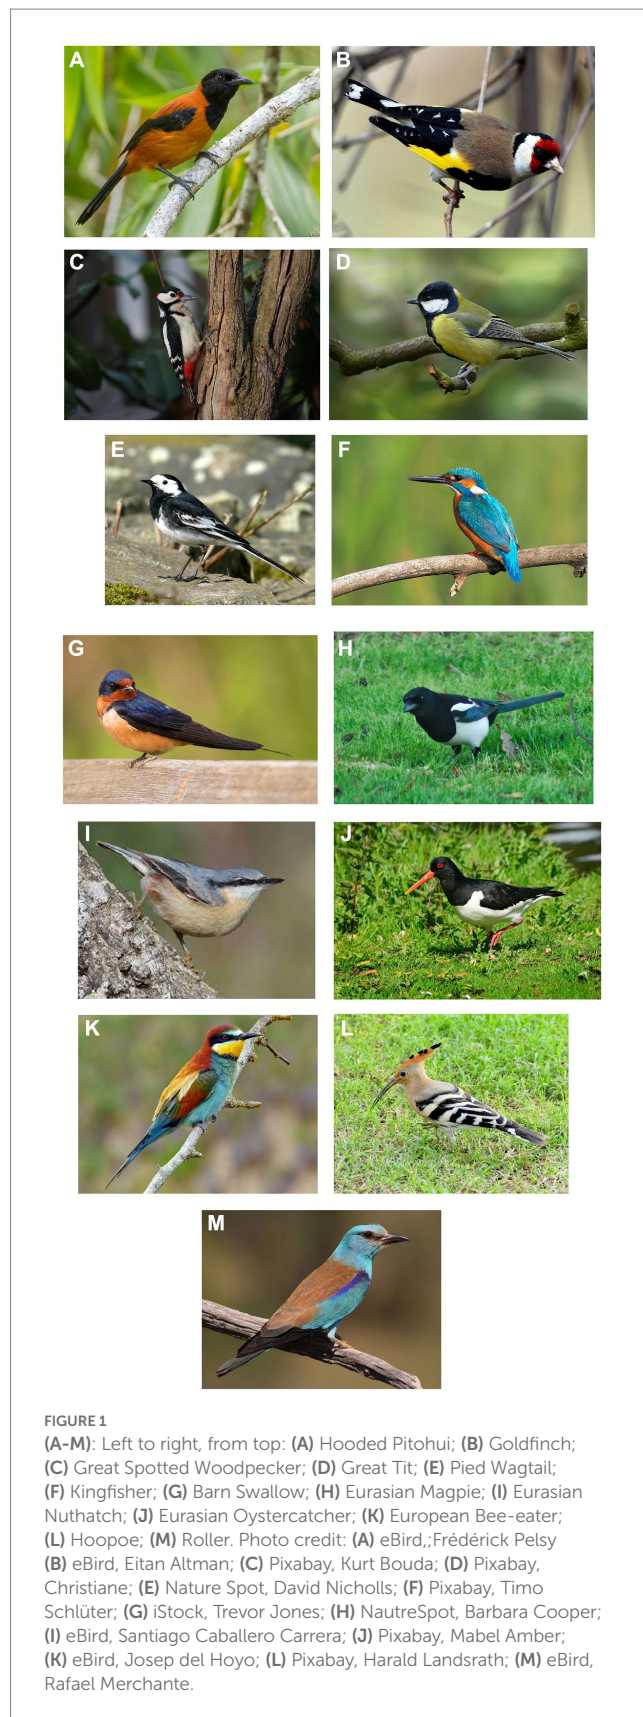 A
B
C
D
E
F
G
H
I
J
K
L
M
FIGURE 1
(A-M): Left to right, from top: (A) Hooded Pitohui; (B) Goldfinch;
(C) Great Spotted Woodpecker; (D) Great Tit; (E) Pied Wagtail;
(F) Kingfisher; (G) Barn Swallow; (H) Eurasian Magpie; (I) Eurasian
Nuthatch; (J) Eurasian Oystercatcher; (K) European Bee-eater;
(L) Hoopoe; (M) Roller. Photo credit: (A) eBird,;Frédérick Pelsy
(B) eBird, Eitan Altman; (C) Pixabay, Kurt Bouda; (D) Pixabay,
Christiane; (E) Nature Spot, David Nicholls; (F) Pixabay, Timo
Schlüter; (G) iStock, Trevor Jones; (H) NautreSpot, Barbara Cooper;
(I) eBird, Santiago Caballero Carrera; (J) Pixabay, Mabel Amber;
(K) eBird, Josep del Hoyo; (L) Pixabay, Harald Landsrath; (M) eBird,
Rafael Merchante.